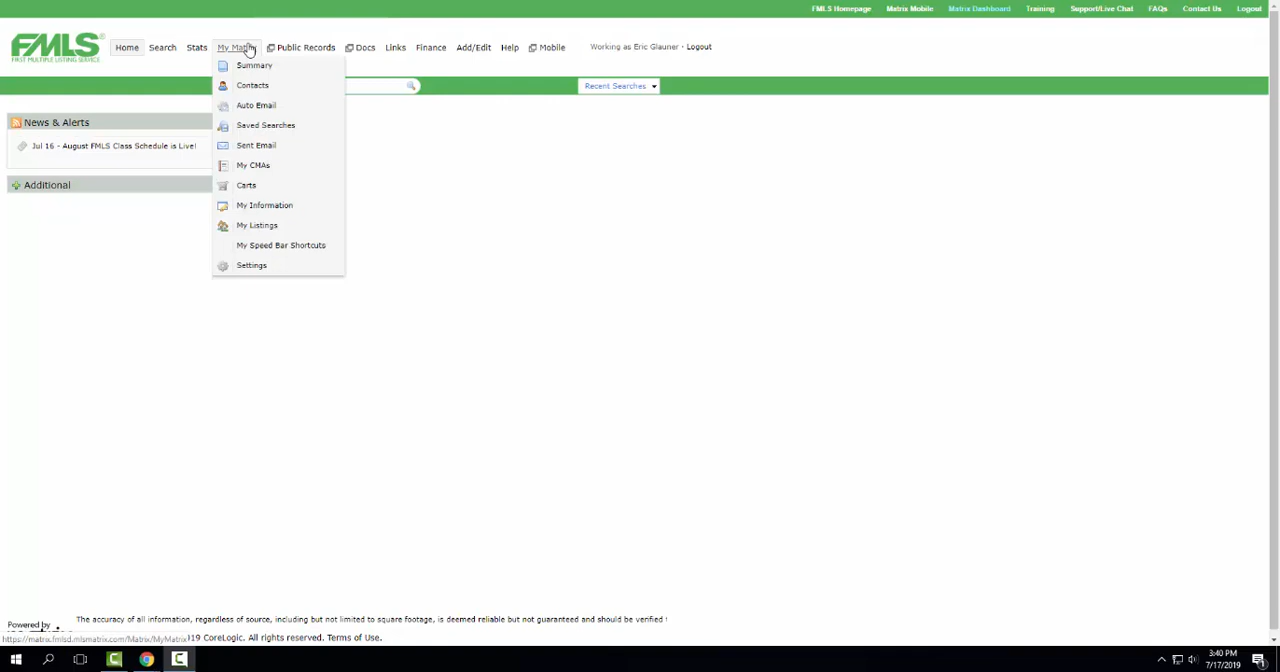 FMLS Homepage Matrix Mobile Matrix Dashboard Training Support/Live Chat FAQs Contact Us Logout
FMLS®
FIRST MULTIPLE LISTING SERVICE
Home Search Stats My Matrix Public Records Docs Links Finance Add/Edit Help Mobile Working as Eric Glauner · Logout
Summary
Contacts
Recent Searches
Auto Email
News & Alerts
Saved Searches
Jul 16 - August FMLS Class Schedule is Live!
Sent Email
My CMAs
Additional
Carts
My Information
My Listings
My Speed Bar Shortcuts
Settings
Powered by
The accuracy of all information, regardless of source, including but not limited to square footage, is deemed reliable but not guaranteed and should be verified
https://matrix.fmlsd.mlsmatrix.com/Matrix/MyMatrix
19 CoreLogic. All rights reserved. Terms of Use.
3:40 PM
7/17/2019